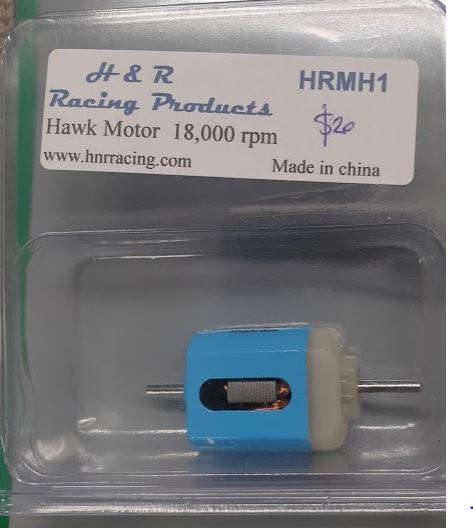 H & R HRMH1
Racing Products
Hawk Motor 18,000 rpm $20
www.hnrracing.com Made in china